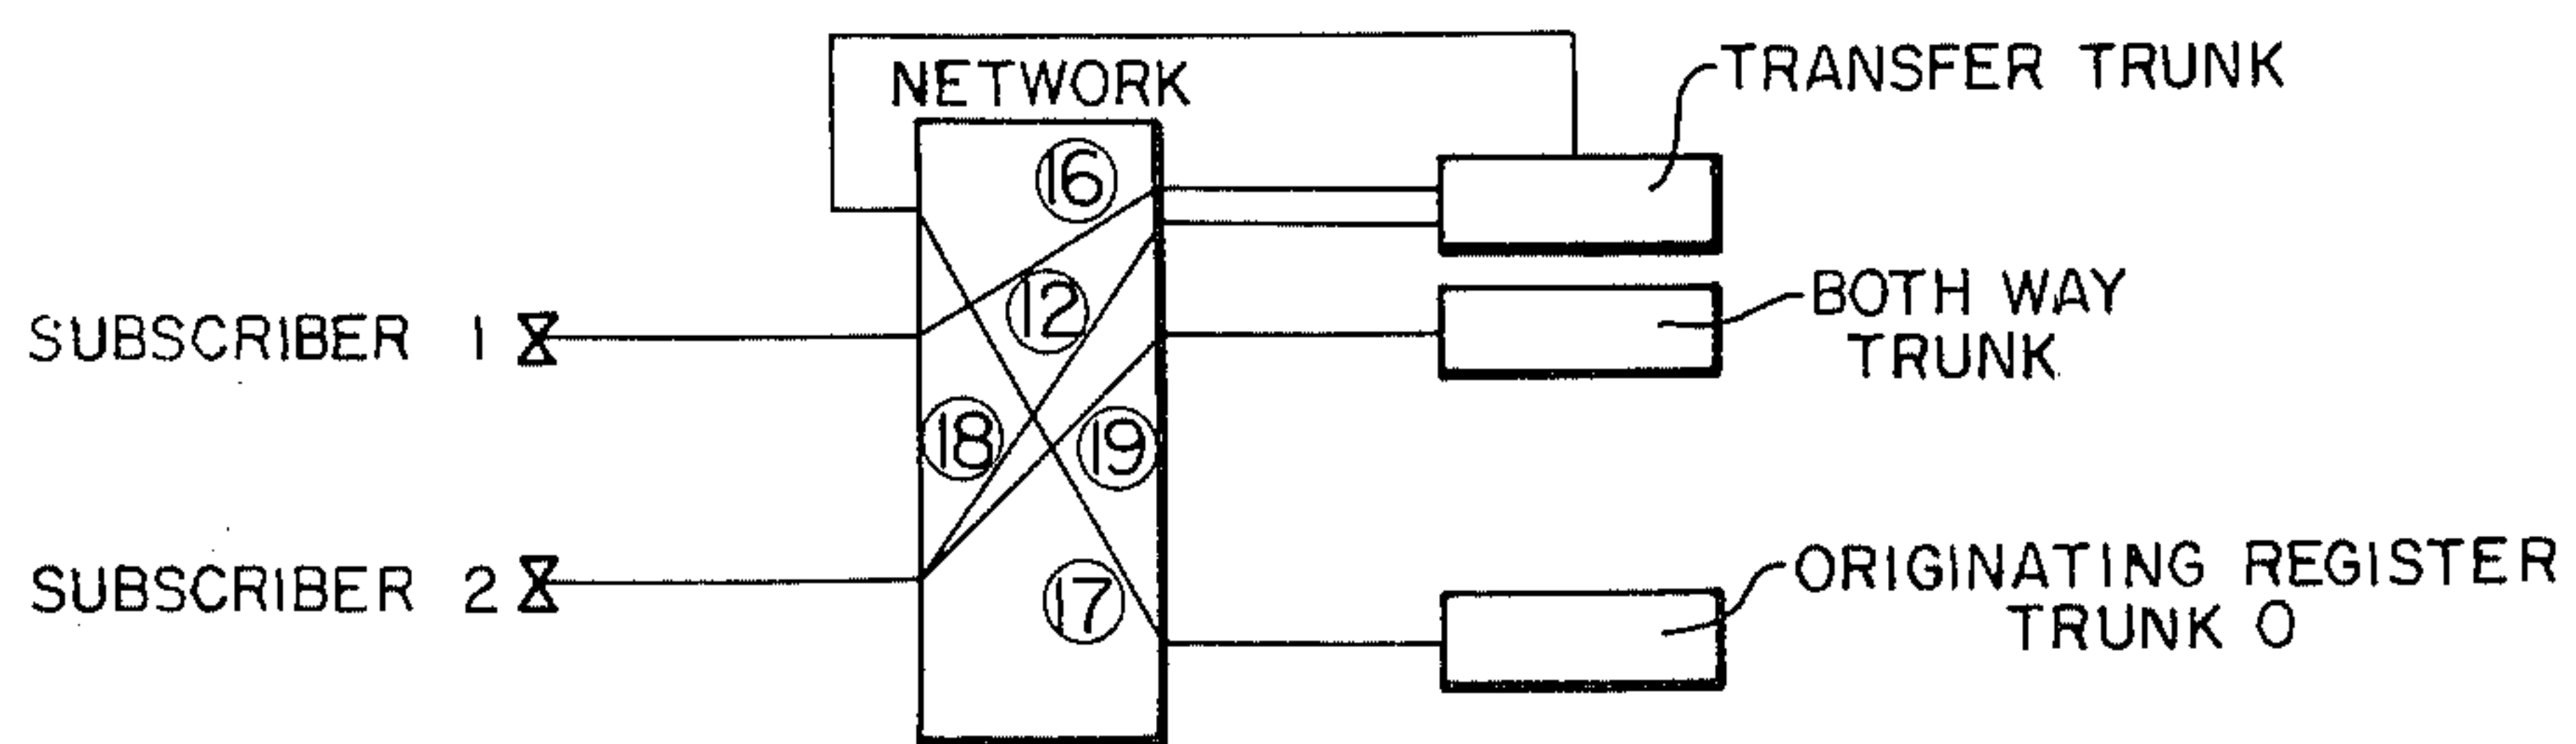 NETWORK
TRANSFER TRUNK
16
12
BOTH WAY
TRUNK
SUBSCRIBER 1
18
19
SUBSCRIBER 2
17
ORIGINATING REGISTER
TRUNK 0